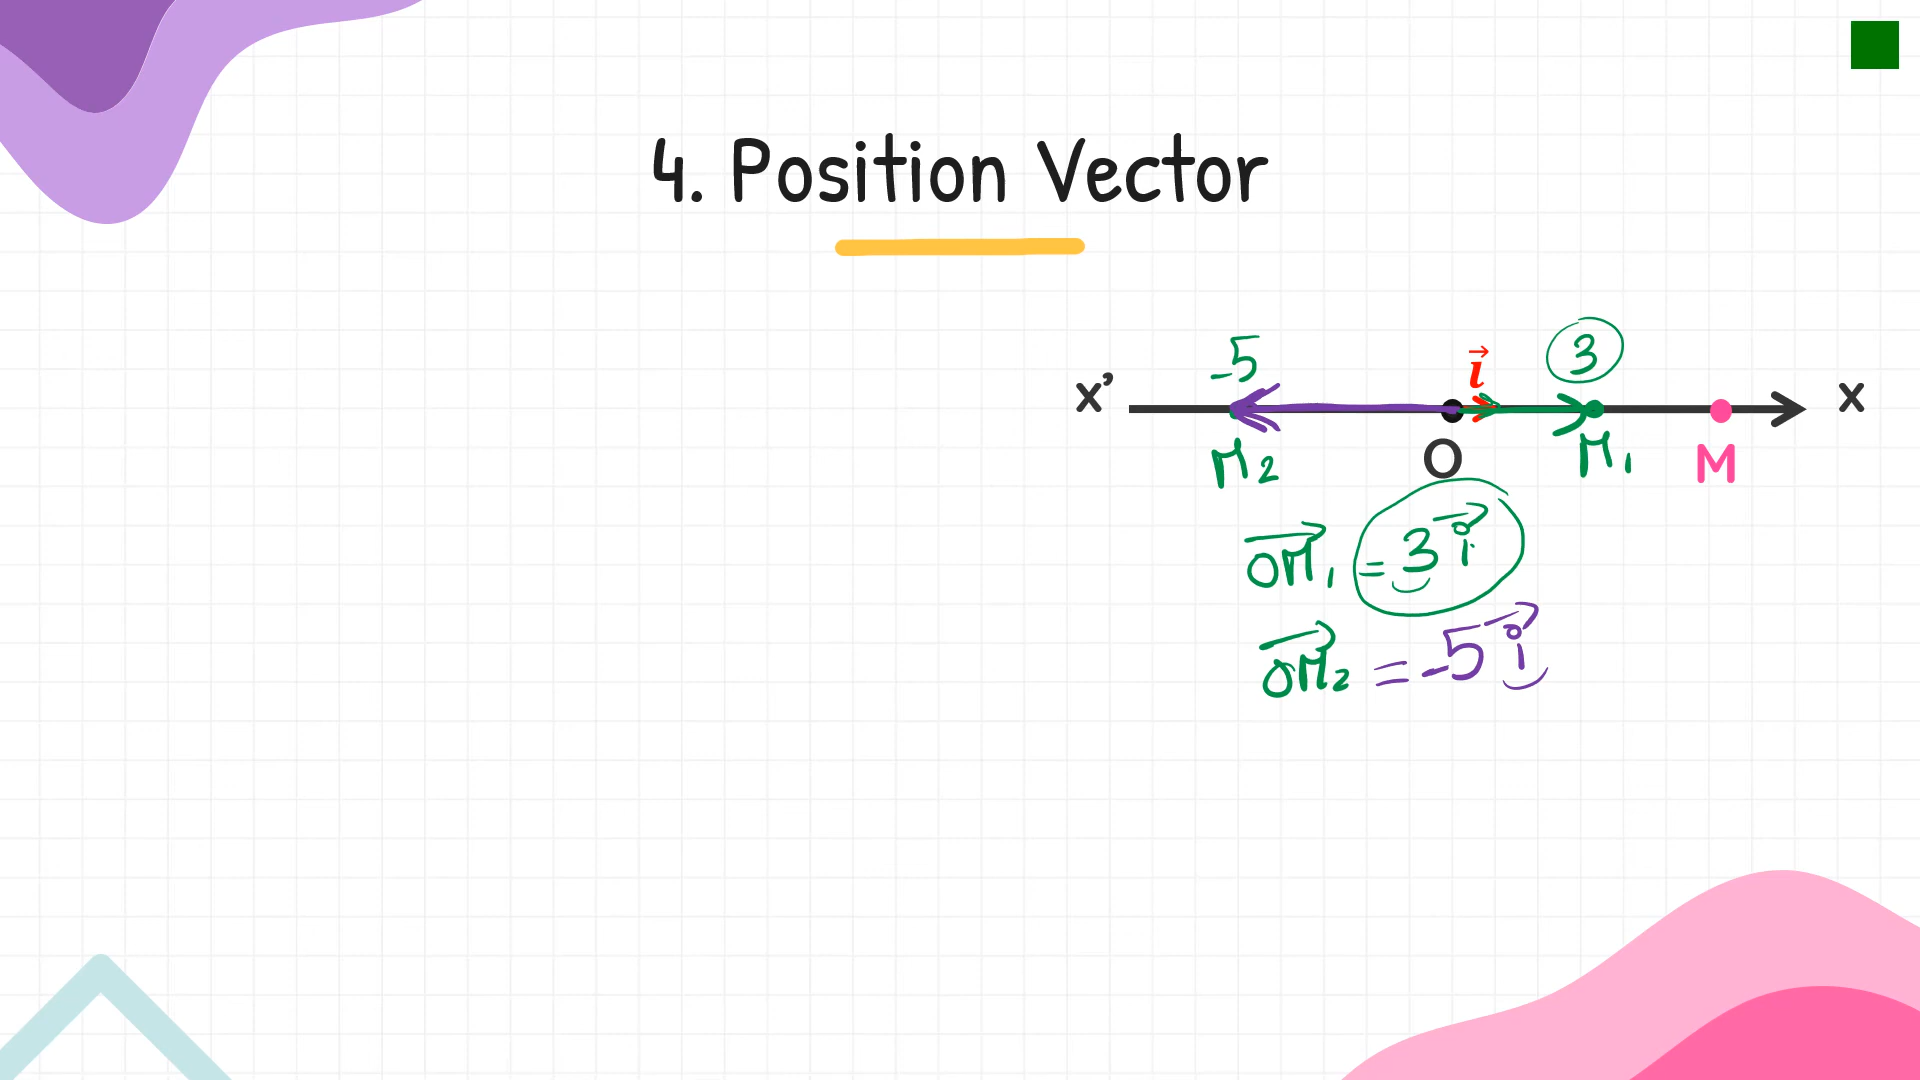 4. Position Vector
-5 i⃗ 3
x' x
M₂ O M₁ M
OM₁⃗ = 3i⃗
OM₂⃗ = -5i⃗